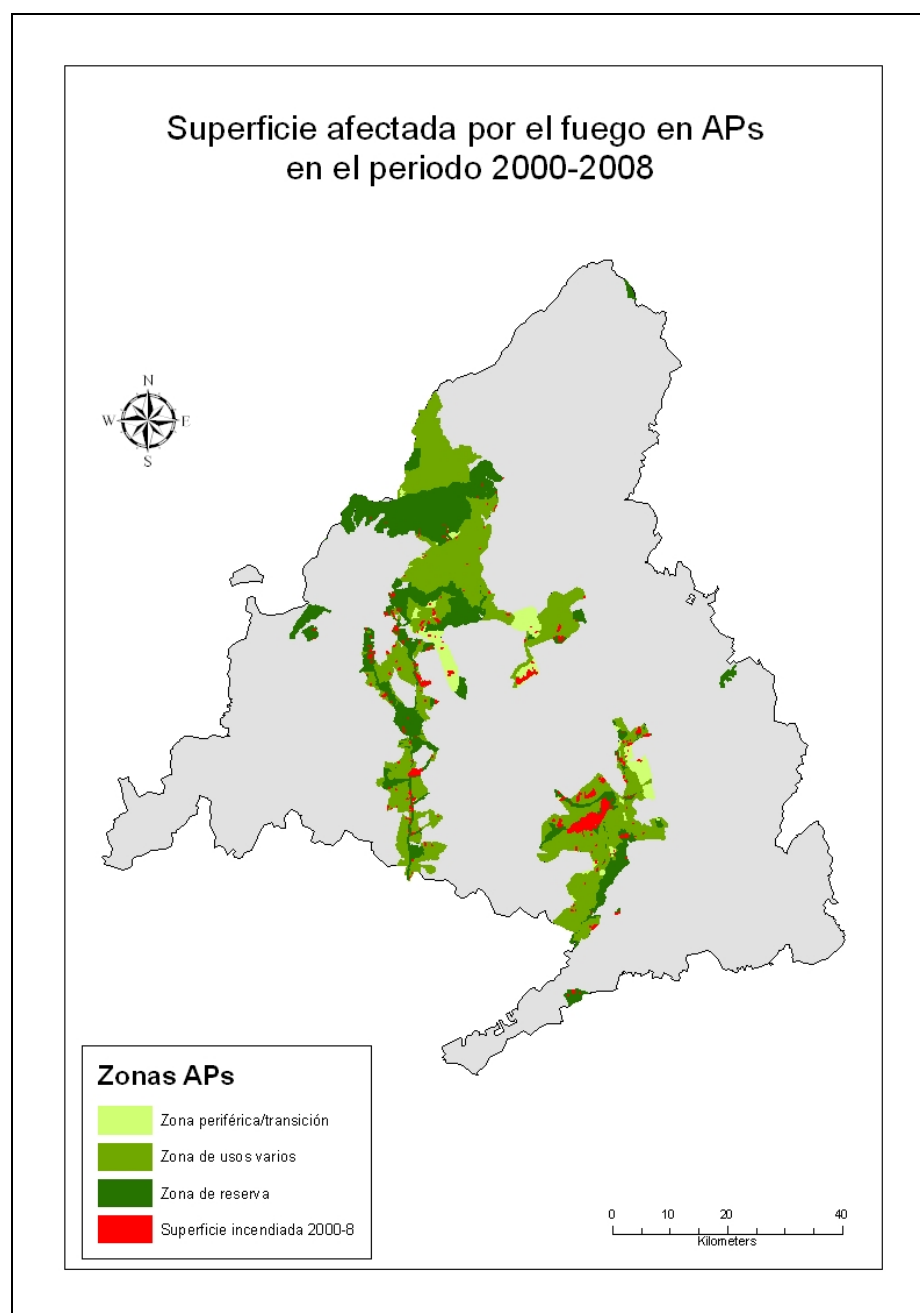 Superficie afectada por el fuego en APs
en el periodo 2000-2008
N
W E
S
Zonas APs
Zona periférica/transición
Zona de usos varios
Zona de reserva
Superficie incendiada 2000-8
0 10 20 40
Kilometers